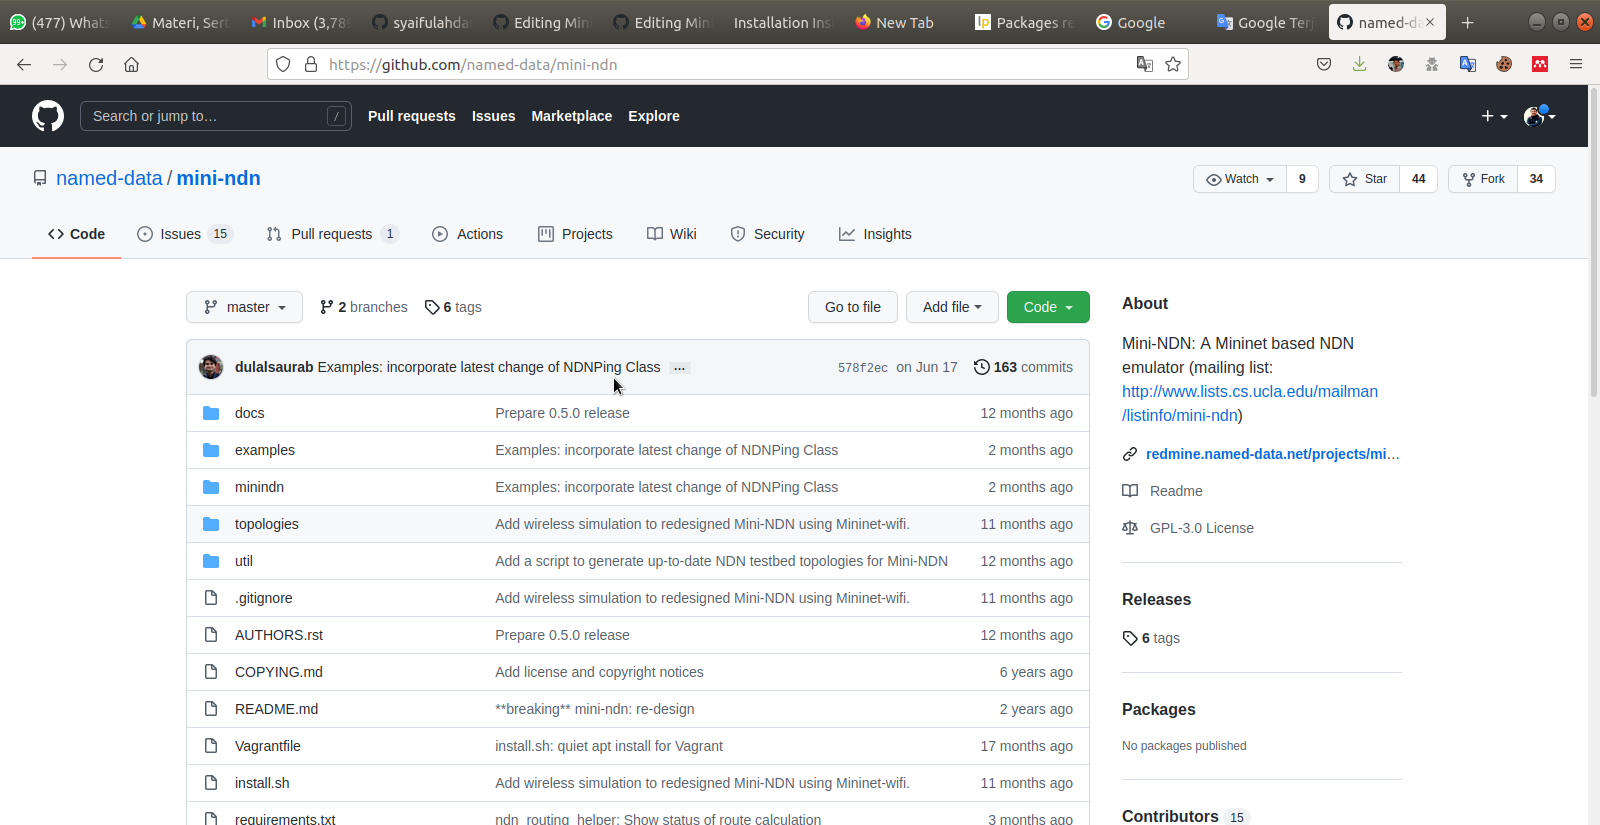 (477) Whats
Materi, Sert
Inbox (3,789
syaifulahda
Editing Mini
Editing Mini
Installation Ins
New Tab
lp Packages re
Google
Google Terj
named-da
https://github.com/named-data/mini-ndn
Search or jump to… /
Pull requests Issues Marketplace Explore
named-data / mini-ndn
Watch 9 Star 44 Fork 34
Code Issues 15 Pull requests 1 Actions Projects Wiki Security Insights
master 2 branches 6 tags Go to file Add file Code
dulalsaurab Examples: incorporate latest change of NDNPing Class … 578f2ec on Jun 17 163 commits
docs Prepare 0.5.0 release 12 months ago
examples Examples: incorporate latest change of NDNPing Class 2 months ago
minindn Examples: incorporate latest change of NDNPing Class 2 months ago
topologies Add wireless simulation to redesigned Mini-NDN using Mininet-wifi. 11 months ago
util Add a script to generate up-to-date NDN testbed topologies for Mini-NDN 12 months ago
.gitignore Add wireless simulation to redesigned Mini-NDN using Mininet-wifi. 11 months ago
AUTHORS.rst Prepare 0.5.0 release 12 months ago
COPYING.md Add license and copyright notices 6 years ago
README.md **breaking** mini-ndn: re-design 2 years ago
Vagrantfile install.sh: quiet apt install for Vagrant 17 months ago
install.sh Add wireless simulation to redesigned Mini-NDN using Mininet-wifi. 11 months ago
requirements.txt ndn_routing_helper: Show status of route calculation 3 months ago
About
Mini-NDN: A Mininet based NDN
emulator (mailing list:
http://www.lists.cs.ucla.edu/mailman
/listinfo/mini-ndn)
redmine.named-data.net/projects/mi…
Readme
GPL-3.0 License
Releases
6 tags
Packages
No packages published
Contributors 15